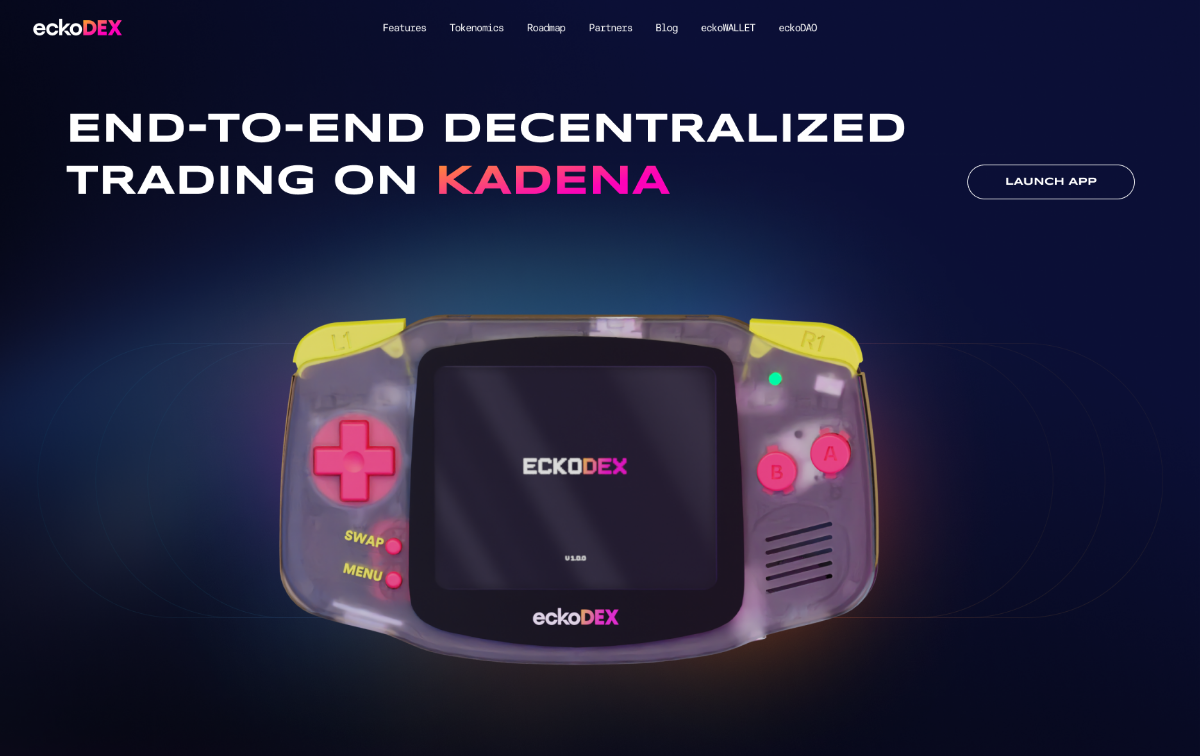 eckoDEX
Features
Tokenomics
Roadmap
Partners
Blog
eckoWALLET
eckoDAO
END-TO-END DECENTRALIZED
TRADING ON KADENA
LAUNCH APP
L1
R1
ECKODEX
A
B
SWAP
MENU
V 1.0.0
eckoDEX